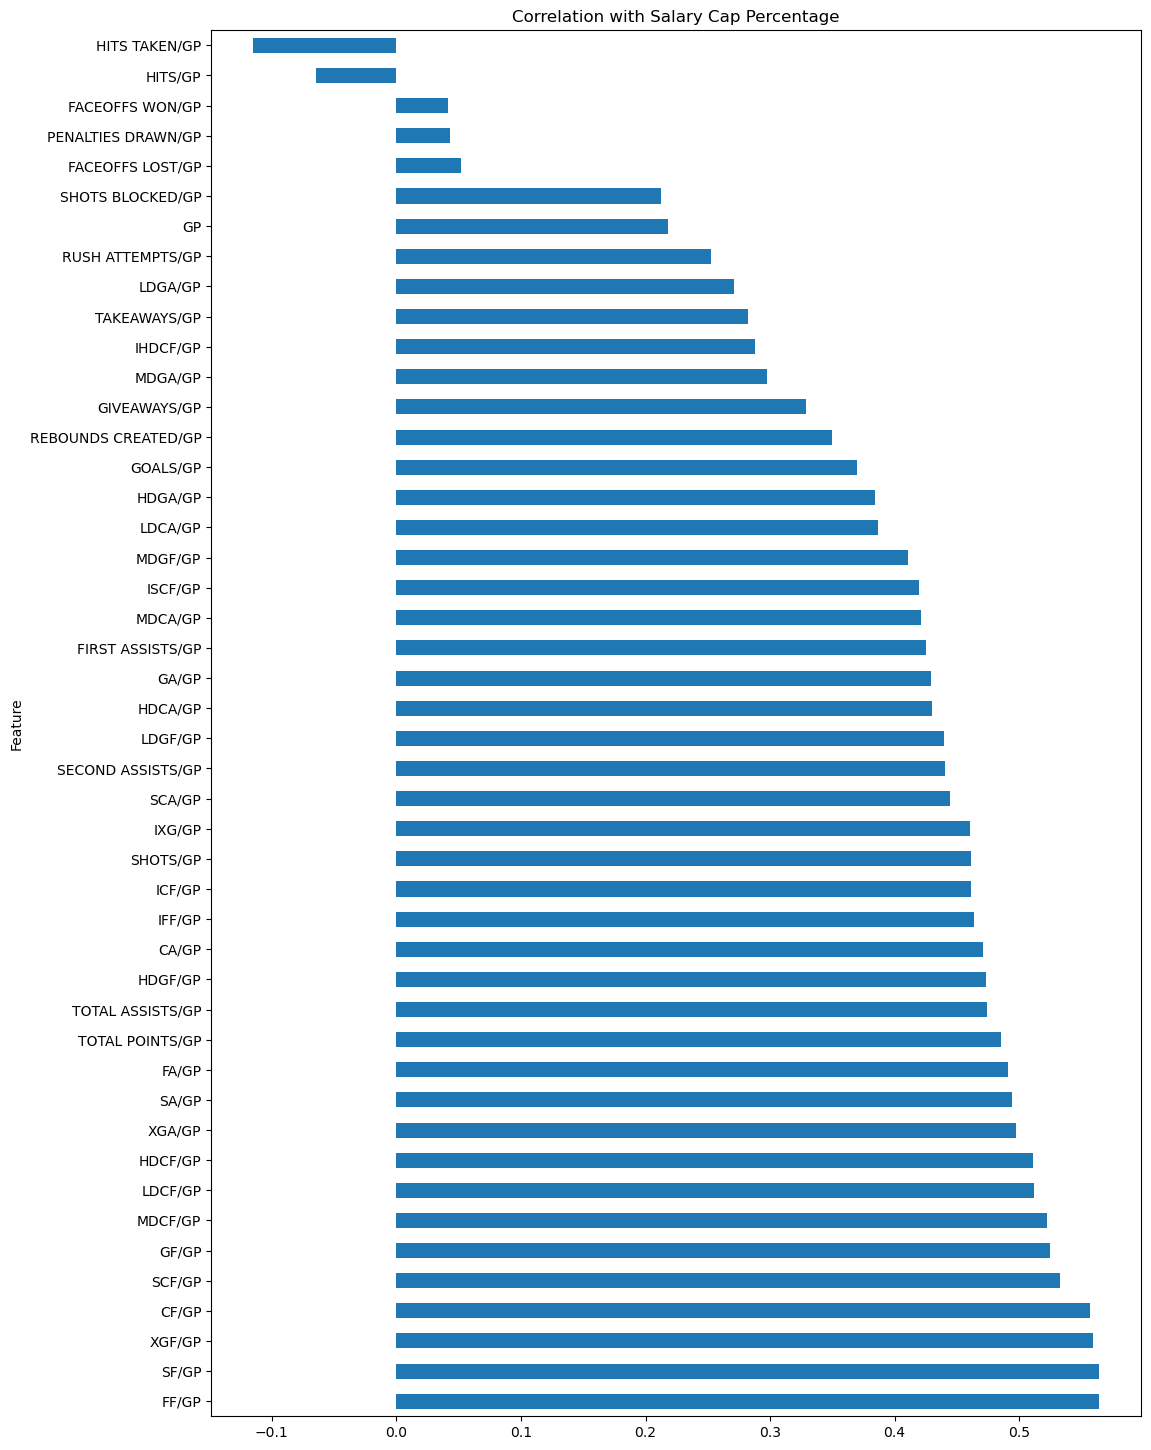 Correlation with Salary Cap Percentage
HITS TAKEN/GP
HITS/GP
FACEOFFS WON/GP
PENALTIES DRAWN/GP
FACEOFFS LOST/GP
SHOTS BLOCKED/GP
GP
RUSH ATTEMPTS/GP
LDGA/GP
TAKEAWAYS/GP
IHDCF/GP
MDGA/GP
GIVEAWAYS/GP
REBOUNDS CREATED/GP
GOALS/GP
HDGA/GP
LDCA/GP
MDGF/GP
ISCF/GP
MDCA/GP
FIRST ASSISTS/GP
GA/GP
HDCA/GP
LDGF/GP
SECOND ASSISTS/GP
SCA/GP
IXG/GP
SHOTS/GP
ICF/GP
IFF/GP
CA/GP
HDGF/GP
TOTAL ASSISTS/GP
TOTAL POINTS/GP
FA/GP
SA/GP
XGA/GP
HDCF/GP
LDCF/GP
MDCF/GP
GF/GP
SCF/GP
CF/GP
XGF/GP
SF/GP
FF/GP
Feature
−0.1 0.0 0.1 0.2 0.3 0.4 0.5